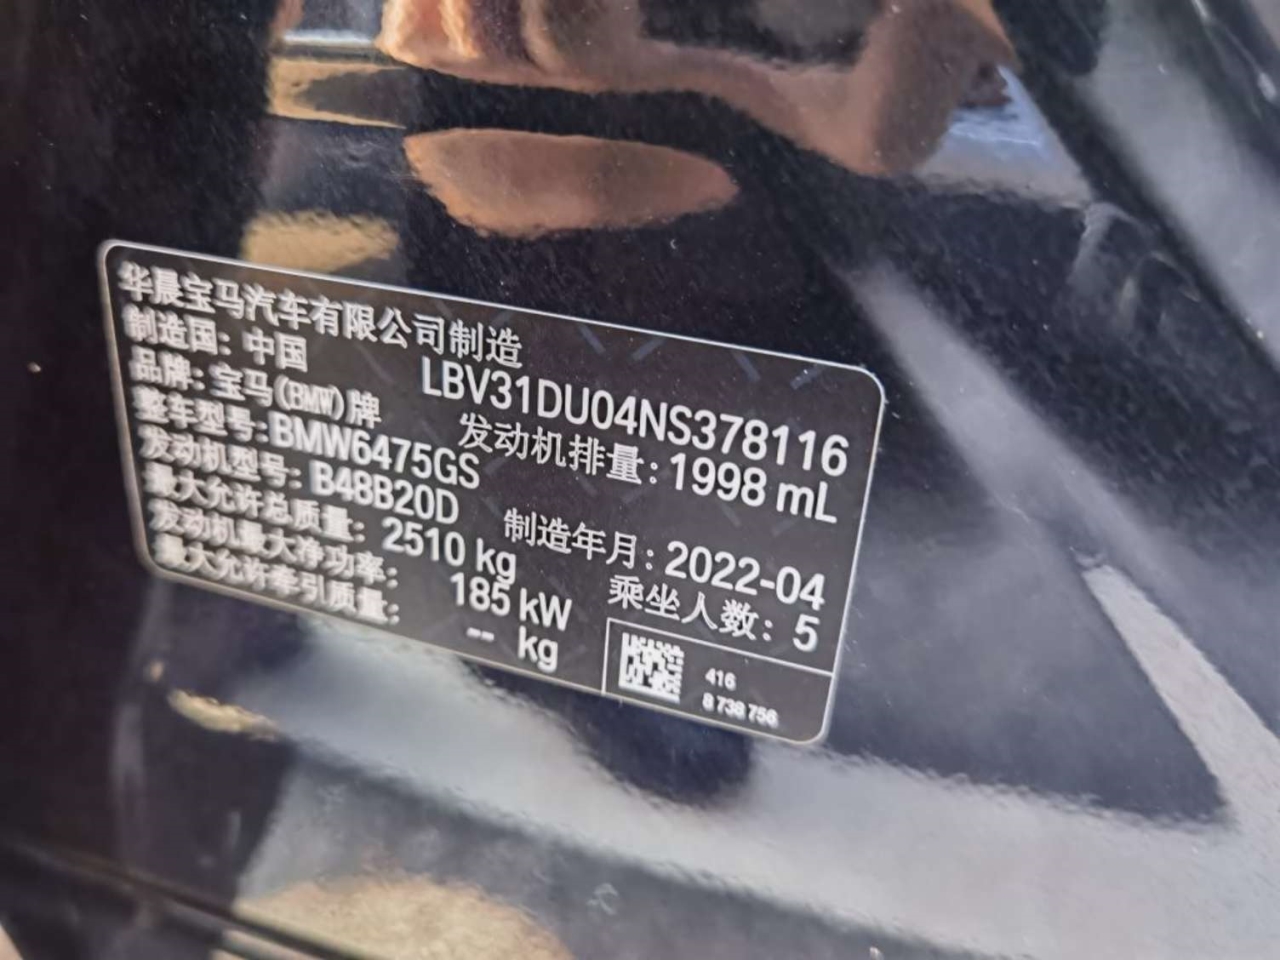 华晨宝马汽车有限公司制造
制造国：中国
LBV31DU04NS378116
品牌：宝马(BMW)牌
发动机排量：1998 mL
整车型号：BMW6475GS
发动机型号：B48B20D
制造年月：2022-04
最大允许总质量：2510 kg
乘坐人数：5
发动机最大净功率：185 kW
最大允许牵引质量：-- kg
416
8 738 756